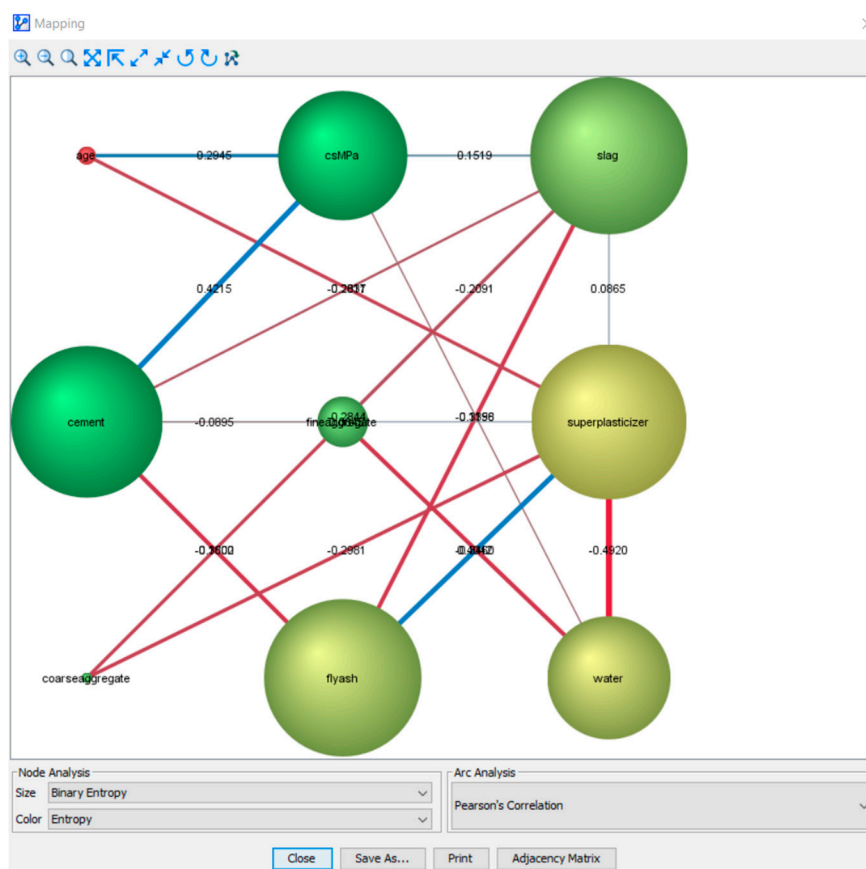 Mapping
age
0.2945
csMPa
0.1519
slag
0.4215
-0.2091
0.0865
cement
-0.0895
superplasticizer
-0.2981
-0.4920
coarseaggregate
flyash
water
Node Analysis
Arc Analysis
Size
Binary Entropy
Pearson's Correlation
Color
Entropy
Close
Save As...
Print
Adjacency Matrix